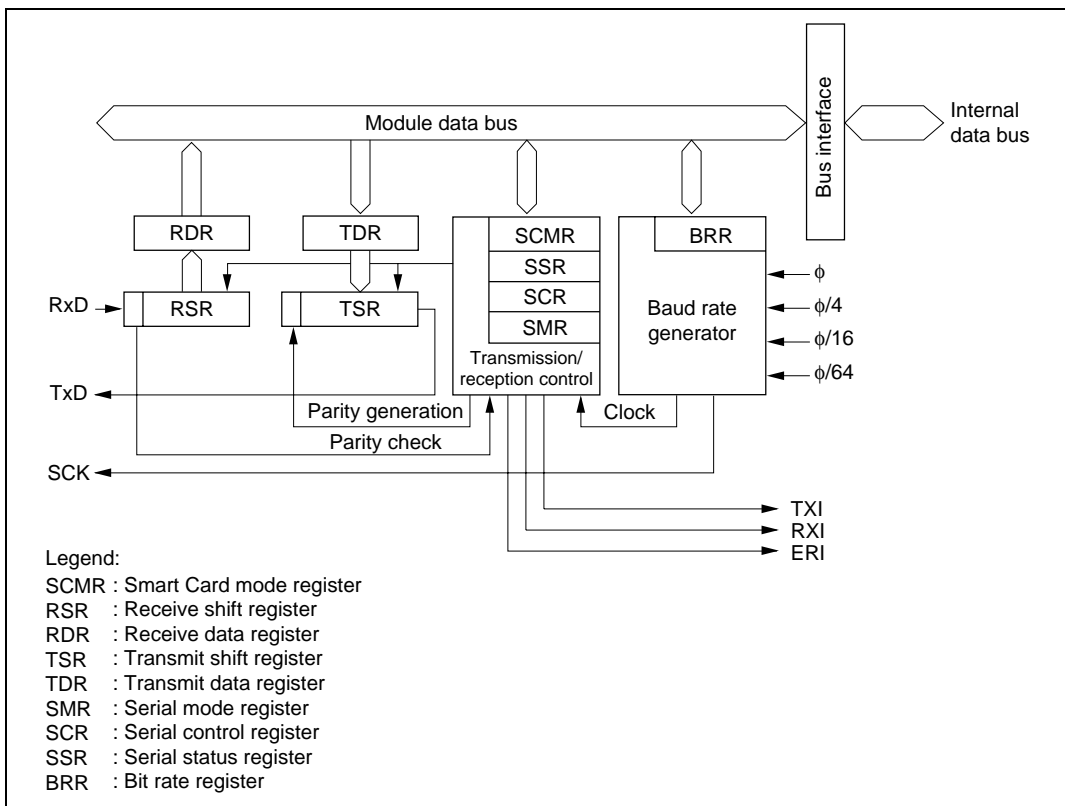 Bus interface
Internal
data bus
Module data bus
RDR
TDR
SCMR
BRR
SSR
SCR
SMR
RSR
TSR
RxD
TxD
SCK
Transmission/
reception control
Baud rate
generator
ϕ
ϕ/4
ϕ/16
ϕ/64
Parity generation
Parity check
Clock
TXI
RXI
ERI
Legend:
SCMR : Smart Card mode register
RSR : Receive shift register
RDR : Receive data register
TSR : Transmit shift register
TDR : Transmit data register
SMR : Serial mode register
SCR : Serial control register
SSR : Serial status register
BRR : Bit rate register